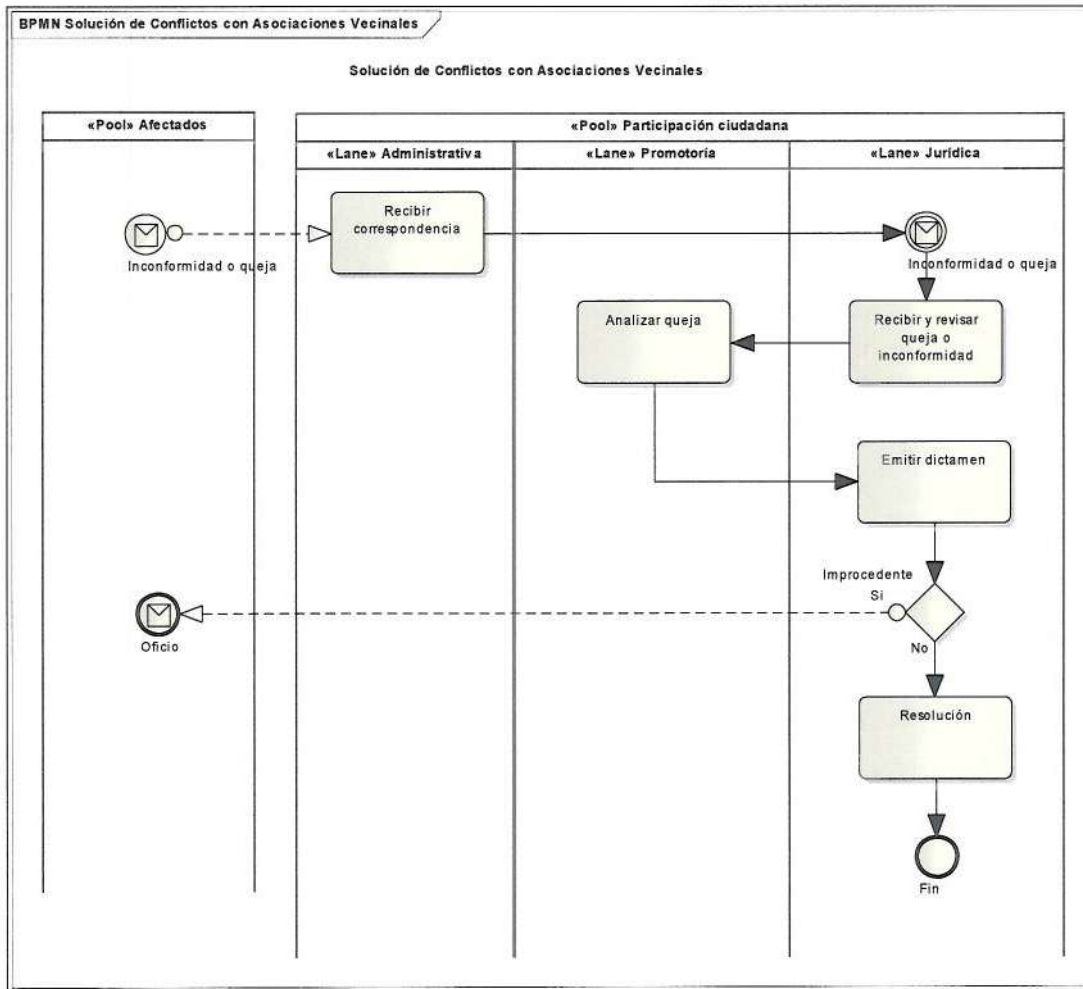 BPMN Solución de Conflictos con Asociaciones Vecinales
Solución de Conflictos con Asociaciones Vecinales
«Pool» Afectados
«Pool» Participación ciudadana
«Lane» Administrativa
«Lane» Promotoría
«Lane» Jurídica
Recibir
correspondencia
Inconformidad o queja
Inconformidad o queja
Analizar queja
Recibir y revisar
queja o
inconformidad
Emitir dictamen
Improcedente
Si
Oficio
No
Resolución
Fin